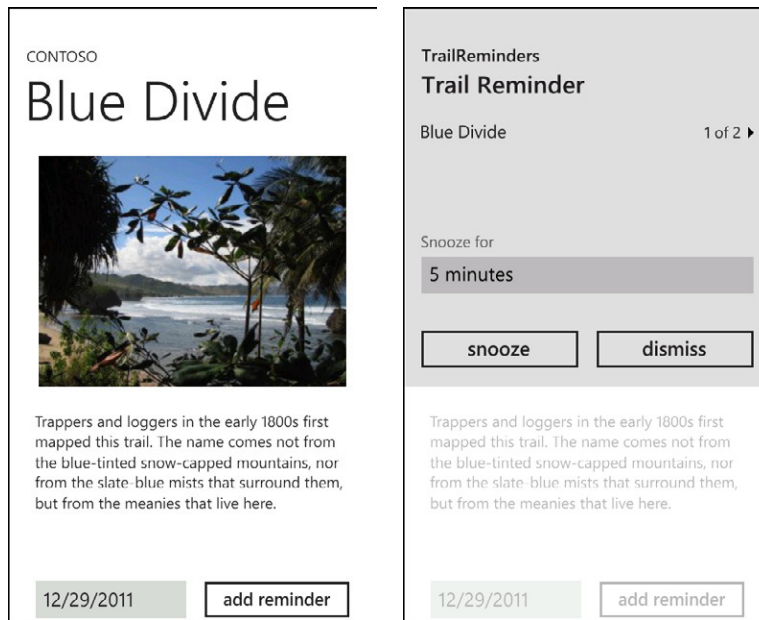 CONTOSO
Blue Divide
Trappers and loggers in the early 1800s first
mapped this trail. The name comes not from
the blue-tinted snow-capped mountains, nor
from the slate-blue mists that surround them,
but from the meanies that live here.
12/29/2011
add reminder
TrailReminders
Trail Reminder
Blue Divide
1 of 2
Snooze for
5 minutes
snooze
dismiss
Trappers and loggers in the early 1800s first
mapped this trail. The name comes not from
the blue-tinted snow-capped mountains, nor
from the slate-blue mists that surround them,
but from the meanies that live here.
12/29/2011
add reminder